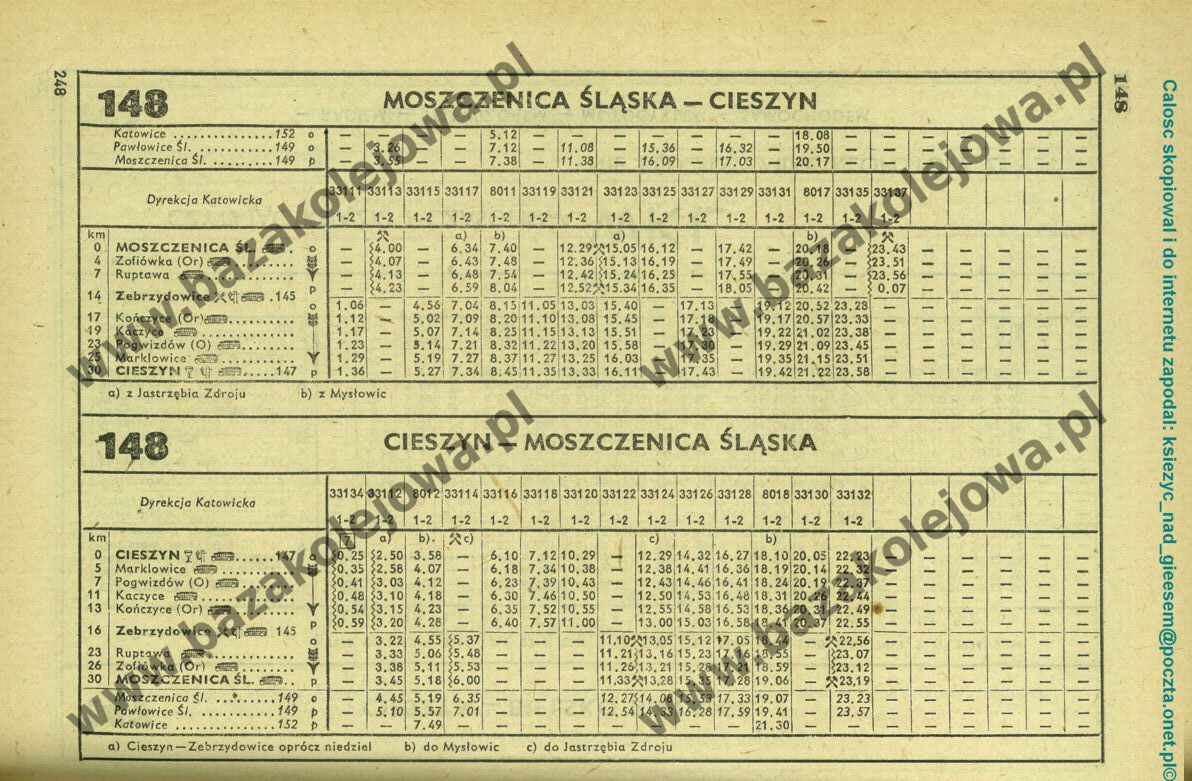 248
148
148 MOSZCZENICA ŚLĄSKA — CIESZYN
Katowice .............. 152 o — — — — 5.12 — — — — — — — 18.08 — — — — — — — —
Pawłowice Śl. ......... 149 o — 3.26 — — 7.12 — 11.08 — 15.36 — 16.32 — 19.50 — — — — — — — —
Moszczenica Śl. ......... 149 p — 3.55 — — 7.38 — 11.38 — 16.09 — 17.03 — 20.17 — — — — — — — —
Dyrekcja Katowicka 33111 33113 33115 33117 8011 33119 33121 33123 33125 33127 33129 33131 8017 33135 33137
1-2 1-2 1-2 1-2 1-2 1-2 1-2 1-2 1-2 1-2 1-2 1-2 1-2 1-2 1-2
km a) b) a) b)
0 MOSZCZENICA ŚL. o — 4.00 — 6.34 7.40 — 12.29 15.05 16.12 — 17.42 — 20.18 — 23.43 — — — — — —
4 Zofiówka (Or) — 4.07 — 6.43 7.48 — 12.36 15.13 16.19 — 17.49 — 20.26 — 23.51 — — — — — —
7 Ruptawa — 4.13 — 6.48 7.54 — 12.42 15.24 16.25 — 17.55 — 20.31 — 23.56 — — — — — —
p — 4.23 — 6.59 8.04 — 12.52 15.34 16.35 — 18.05 — 20.42 — 0.07 — — — — — —
14 Zebrzydowice .145
o 1.06 — 4.56 7.04 8.15 11.05 13.03 15.40 — 17.13 — 19.12 20.52 23.28 — — — — — — —
17 Kończyce (Or) 1.12 — 5.02 7.09 8.20 11.10 13.08 15.45 — 17.18 — 19.17 20.57 23.33 — — — — — — —
19 Kaczyce 1.17 — 5.07 7.14 8.25 11.15 13.13 15.51 — 17.23 — 19.22 21.02 23.38 — — — — — — —
23 Pogwizdów (O) 1.23 — 5.14 7.21 8.32 11.22 13.20 15.58 — 17.30 — 19.29 21.09 23.45 — — — — — — —
25 Marklowice 1.29 — 5.19 7.27 8.37 11.27 13.25 16.03 — 17.35 — 19.35 21.15 23.51 — — — — — — —
30 CIESZYN ..... 147 p 1.36 — 5.27 7.34 8.45 11.35 13.33 16.11 — 17.43 — 19.42 21.22 23.58 — — — — — — —
a) z Jastrzębia Zdroju b) z Mysłowic
148 CIESZYN — MOSZCZENICA ŚLĄSKA
Dyrekcja Katowicka 33134 33112 8012 33114 33116 33118 33120 33122 33124 33126 33128 8018 33130 33132
1-2 1-2 1-2 1-2 1-2 1-2 1-2 1-2 1-2 1-2 1-2 1-2 1-2 1-2
km 7 a) b) c) c) b)
0 CIESZYN ...... 147 o 0.25 2.50 3.58 — 6.10 7.12 10.29 — 12.29 14.32 16.27 18.10 20.05 22.23 — — — — — — —
5 Marklowice 0.35 2.58 4.07 — 6.18 7.34 10.38 — 12.38 14.41 16.36 18.19 20.14 22.32 — — — — — — —
7 Pogwizdów (O) 0.41 3.03 4.12 — 6.23 7.39 10.43 — 12.43 14.46 16.41 18.24 20.19 22.37 — — — — — — —
11 Kaczyce 0.48 3.10 4.18 — 6.30 7.46 10.50 — 12.50 14.53 16.48 18.31 20.26 22.44 — — — — — — —
13 Kończyce (Or) 0.54 3.15 4.23 — 6.35 7.52 10.55 — 12.55 14.58 16.53 18.36 20.31 22.49 — — — — — — —
p 0.59 3.20 4.28 — 6.40 7.57 11.00 — 13.00 15.03 16.58 18.41 20.37 22.55 — — — — — — —
16 Zebrzydowice 145
o — 3.22 4.55 5.37 — — — 11.10 13.05 15.12 17.05 18.44 — 22.56 — — — — — — —
23 Ruptawa — 3.33 5.06 5.48 — — — 11.21 13.16 15.23 17.16 18.55 — 23.07 — — — — — — —
26 Zofiówka (Or) — 3.38 5.11 5.53 — — — 11.26 13.21 15.28 17.21 18.59 — 23.12 — — — — — — —
30 MOSZCZENICA ŚL. p — 3.45 5.18 6.00 — — — 11.33 13.28 15.35 17.28 19.06 — 23.19 — — — — — — —
Moszczenica Śl. .......... 149 o — 4.45 5.19 6.35 — — — 12.27 14.08 15.53 17.33 19.07 — 23.23 — — — — — — —
Pawłowice Śl. .......... 149 p — 5.10 5.57 7.01 — — — 12.54 14.33 16.28 17.59 19.41 — 23.57 — — — — — — —
Katowice ............... 152 p — — 7.49 — — — — — — — — 21.30 — — — — — — — — —
a) Cieszyn — Zebrzydowice oprócz niedziel b) do Mysłowic c) do Jastrzębia Zdroju
www.bazakolejowa.pl
www.bazakolejowa.pl
www.bazakolejowa.pl
www.bazakolejowa.pl
Calosc skopiowal i do internetu zapodal: ksiezyc_nad_gieesem@poczta.onet.pl©